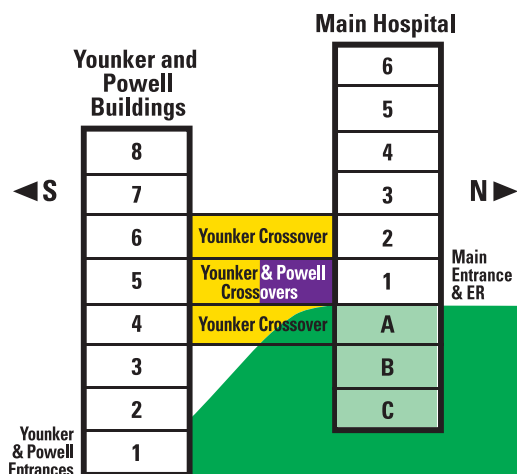 Main Hospital
Younker and
Powell
Buildings
6
5
4
3
2
1
A
B
C
8
7
6
5
4
3
2
1
◄S
N►
Younker Crossover
Younker & Powell
Crossovers
Younker Crossover
Main
Entrance
& ER
Younker
& Powell
Entrances